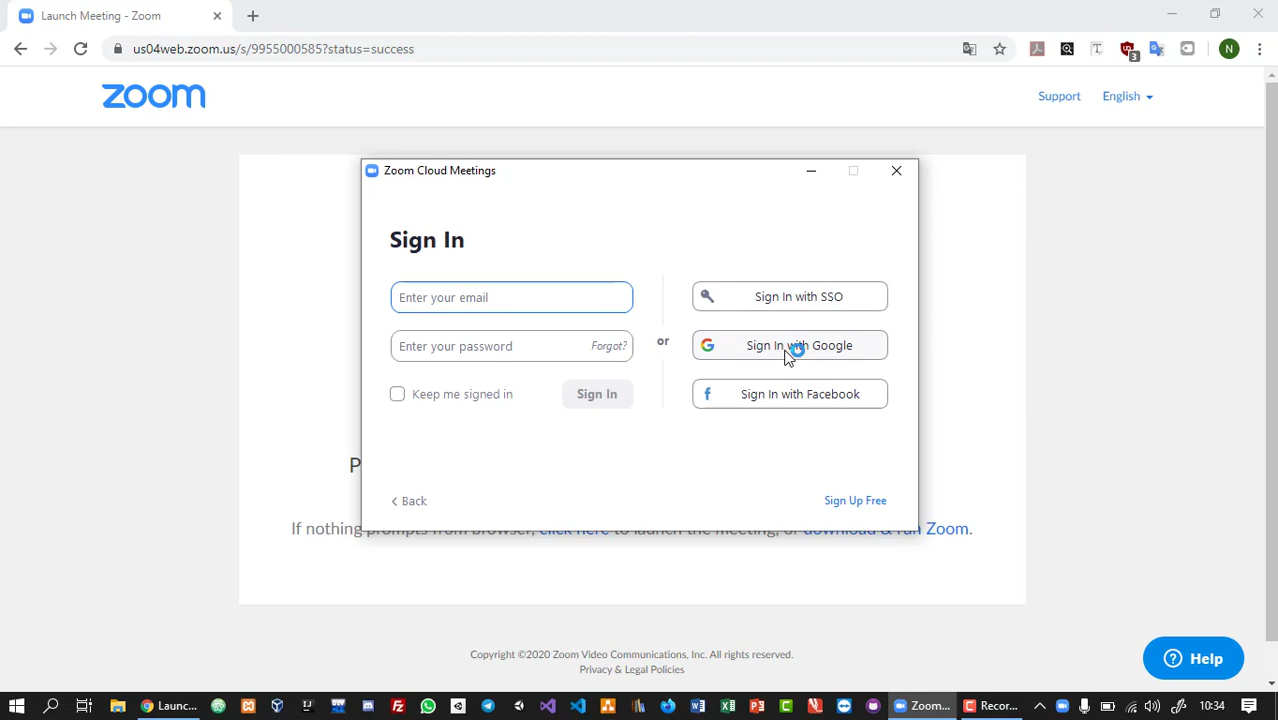 Launch Meeting - Zoom
us04web.zoom.us/s/9955000585?status=success
3
N
zoom
Support English
Zoom Cloud Meetings
Sign In
Enter your email
Enter your password Forgot?
Keep me signed in Sign In
or
Sign In with SSO
Sign In with Google
Sign In with Facebook
Back
Sign Up Free
P
If nothing prompts from browser, click here to launch the meeting, or download & run Zoom.
Copyright ©2020 Zoom Video Communications, Inc. All rights reserved.
Privacy & Legal Policies
Help
Launc... Zoom... Recor... 10:34